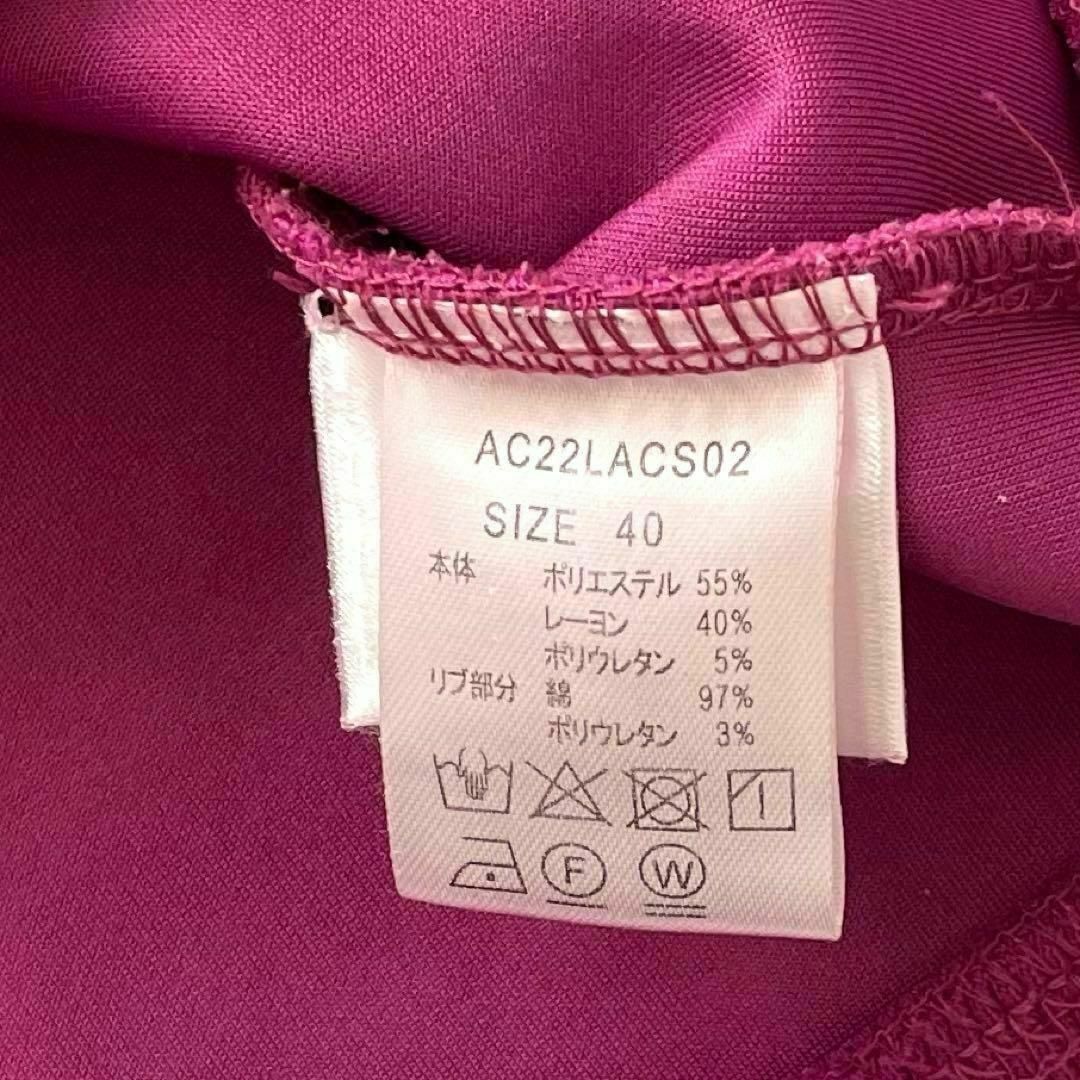 AC22LACS02
SIZE 40
本体 ポリエステル 55%
レーヨン 40%
ポリウレタン 5%
リブ部分 綿 97%
ポリウレタン 3%
F W